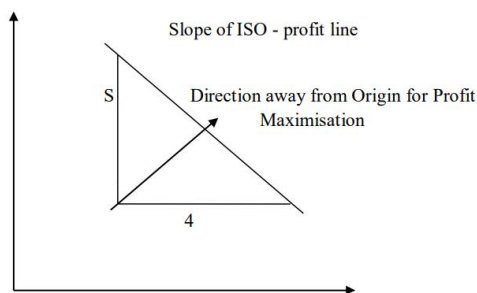 Slope of ISO - profit line
S
Direction away from Origin for Profit
Maximisation
4